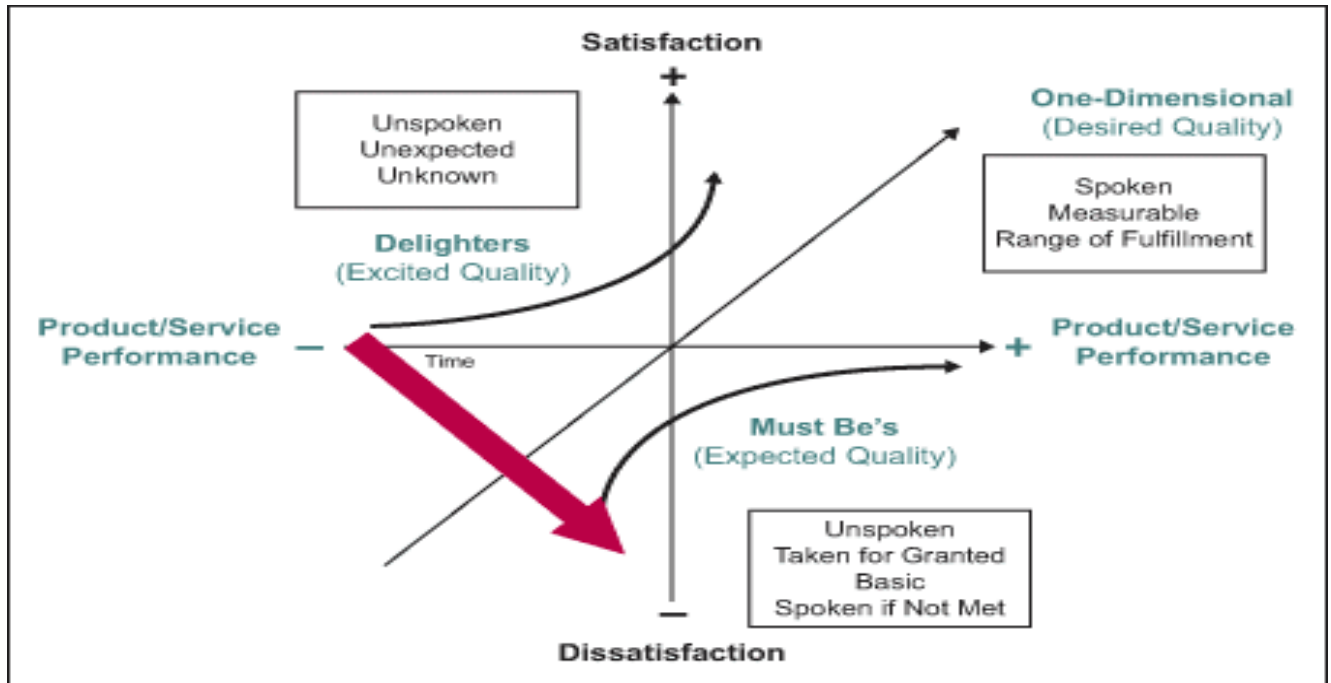 Satisfaction
+
Unspoken
Unexpected
Unknown
One-Dimensional
(Desired Quality)
Spoken
Measurable
Range of Fulfillment
Delighters
(Excited Quality)
Product/Service
Performance
−
Time
+
Product/Service
Performance
Must Be's
(Expected Quality)
Unspoken
Taken for Granted
Basic
Spoken if Not Met
−
Dissatisfaction